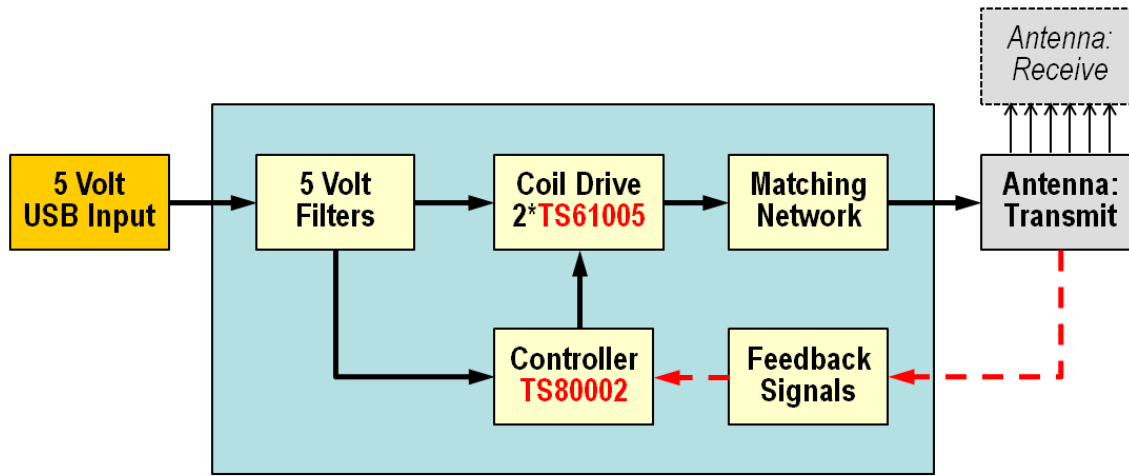 Antenna:
Receive
5 Volt
USB Input
5 Volt
Filters
Coil Drive
2*TS61005
Matching
Network
Antenna:
Transmit
Controller
TS80002
Feedback
Signals